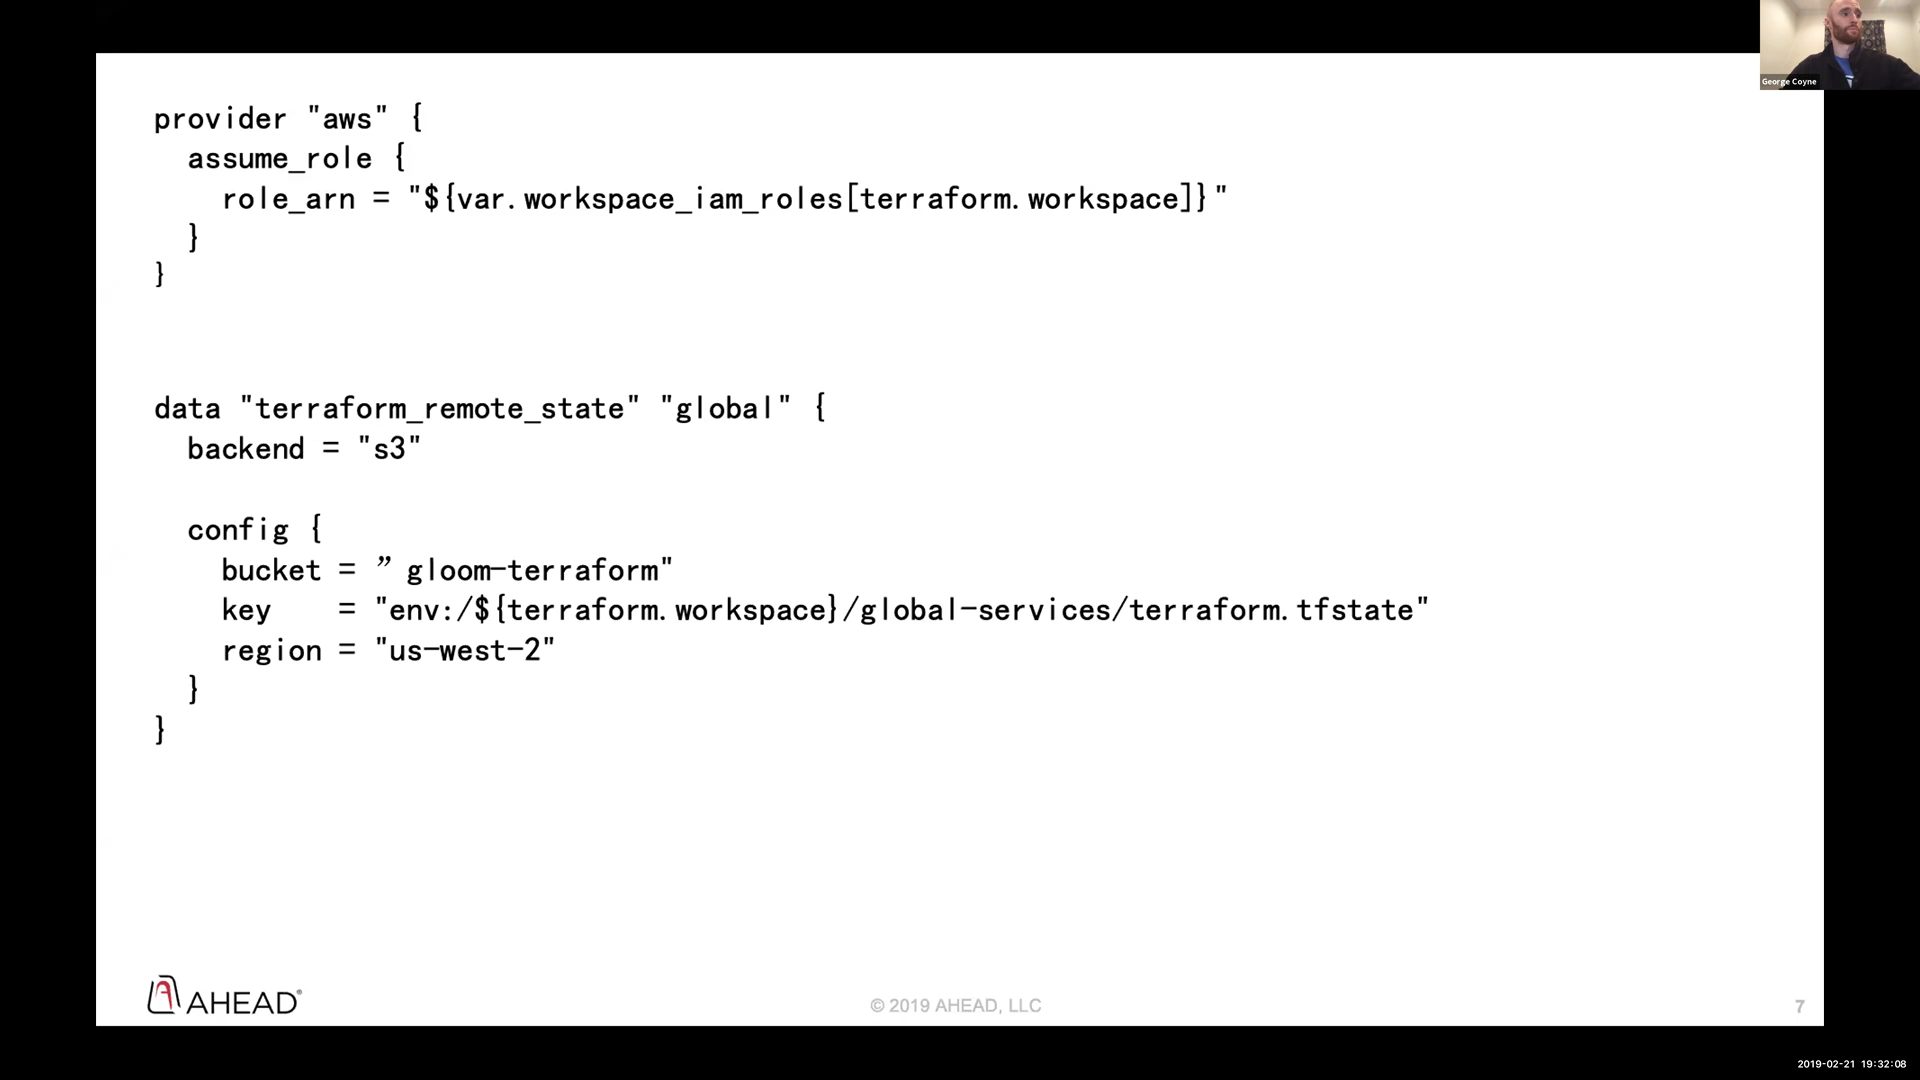 George Coyne
provider "aws" {
  assume_role {
    role_arn = "${var.workspace_iam_roles[terraform.workspace]}"
  }
}
data "terraform_remote_state" "global" {
  backend = "s3"
  config {
    bucket = ” gloom-terraform"
    key    = "env:/${terraform.workspace}/global-services/terraform.tfstate"
    region = "us-west-2"
  }
}
AHEAD®
© 2019 AHEAD, LLC
7
2019-02-21 19:32:08